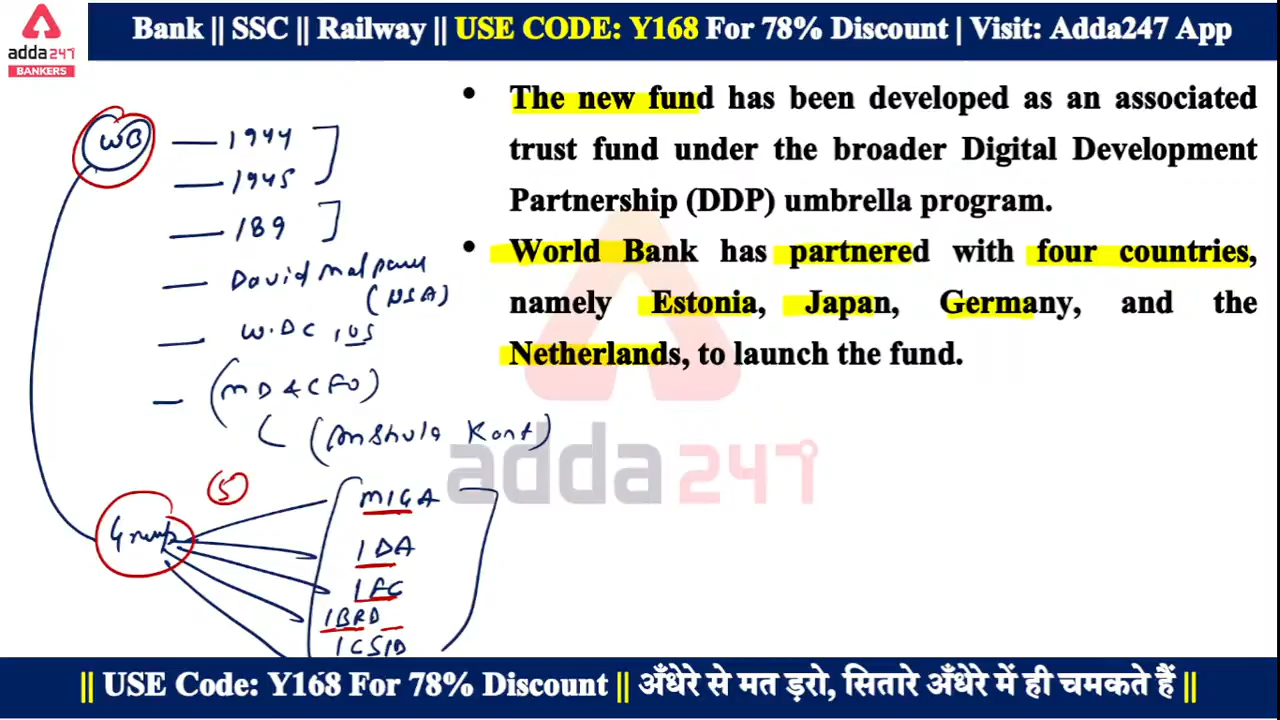 Bank || SSC || Railway || USE CODE: Y168 For 78% Discount | Visit: Adda247 App
adda247
BANKERS
• The new fund has been developed as an associated
trust fund under the broader Digital Development
Partnership (DDP) umbrella program.
• World Bank has partnered with four countries,
namely Estonia, Japan, Germany, and the
Netherlands, to launch the fund.
WB
— 1944
— 1945
— 189
— David Malpass
(USA)
— W.DC, US
— (MD & CFO)
(Anshula Kant)
adda247
Group
5
MIGA
IDA
IFC
IBRD
ICSID
|| USE Code: Y168 For 78% Discount || अँधेरे से मत ड़रो, सितारे अँधेरे में ही चमकते हैं ||